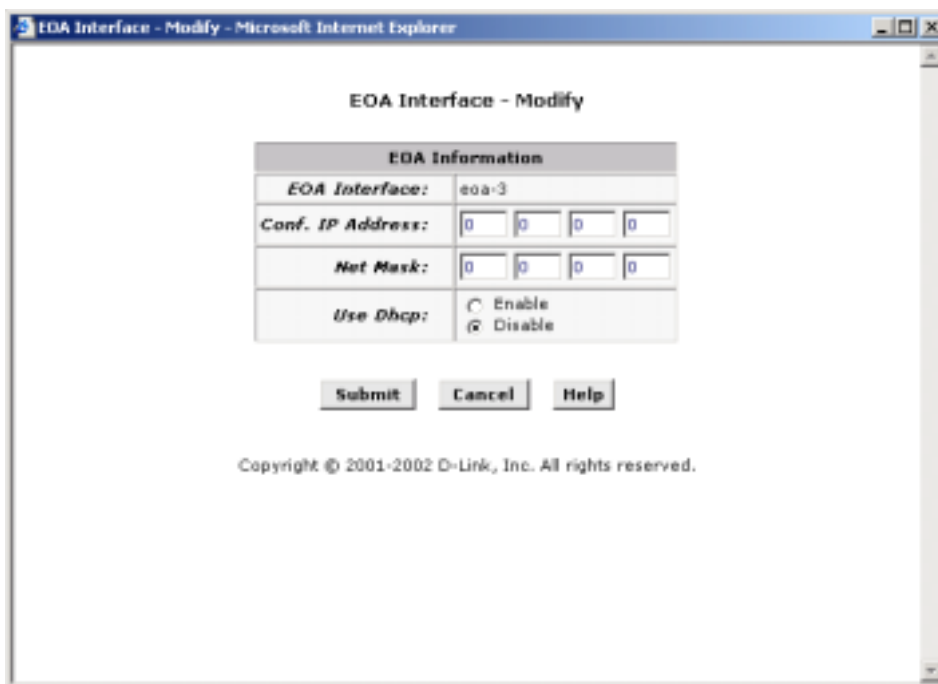 EOA Interface - Modify - Microsoft Internet Explorer
EOA Interface - Modify
EOA Information
EOA Interface: eoa-3
Conf. IP Address: 0 0 0 0
Net Mask: 0 0 0 0
Use Dhcp: Enable
Disable
Submit Cancel Help
Copyright © 2001-2002 D-Link, Inc. All rights reserved.